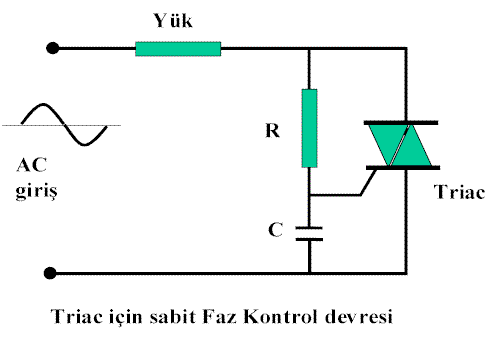 Yük
R
AC
giriş
Triac
C
Triac için sabit Faz Kontrol devresi